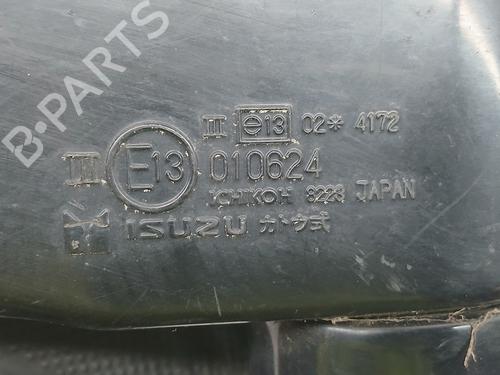 B-PARTS
II e13 02* 4172
III E13 010624
ICHIKOH 8223 JAPAN
ISUZU カトウ式